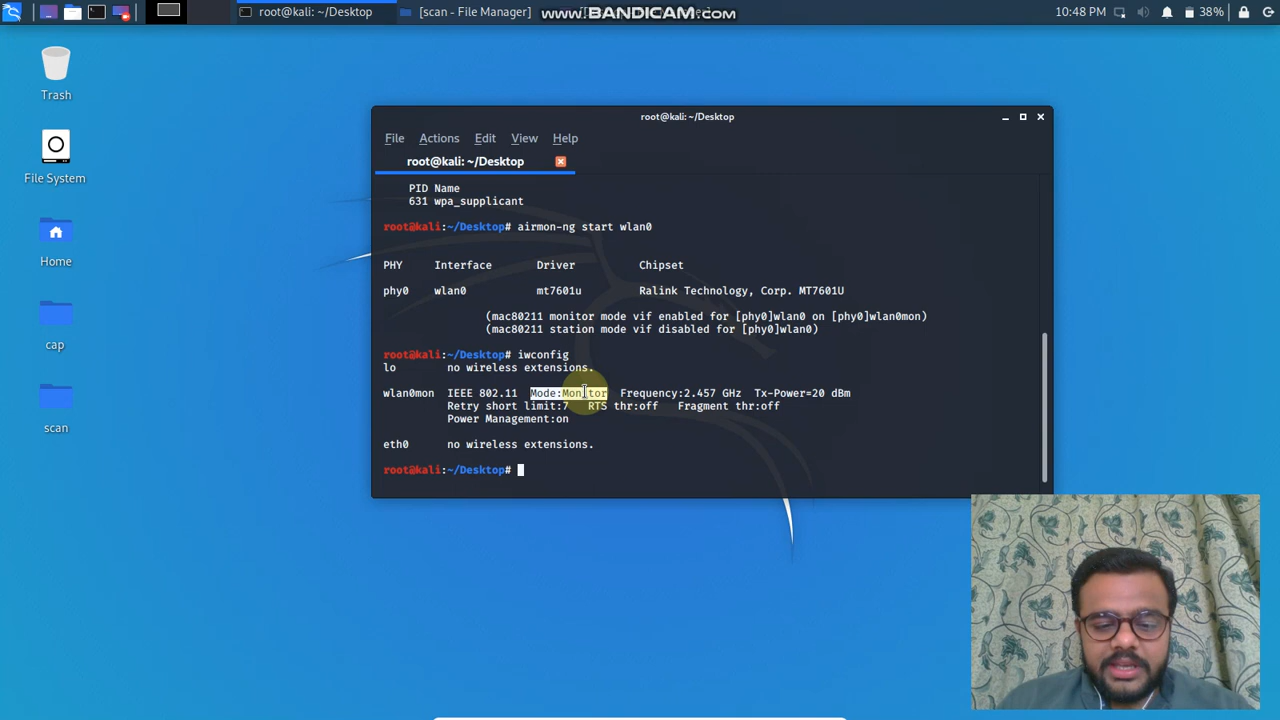 root@kali: ~/Desktop
[scan - File Manager]
www.BANDICAM.com
10:48 PM
38%
Trash
File System
Home
cap
scan
root@kali: ~/Desktop
File Actions Edit View Help
root@kali: ~/Desktop
PID Name
631 wpa_supplicant
root@kali:~/Desktop# airmon-ng start wlan0
PHY Interface Driver Chipset
phy0 wlan0 mt7601u Ralink Technology, Corp. MT7601U
(mac80211 monitor mode vif enabled for [phy0]wlan0 on [phy0]wlan0mon)
(mac80211 station mode vif disabled for [phy0]wlan0)
root@kali:~/Desktop# iwconfig
lo no wireless extensions.
wlan0mon IEEE 802.11 Mode:Monitor Frequency:2.457 GHz Tx-Power=20 dBm
Retry short limit:7 RTS thr:off Fragment thr:off
Power Management:on
eth0 no wireless extensions.
root@kali:~/Desktop#